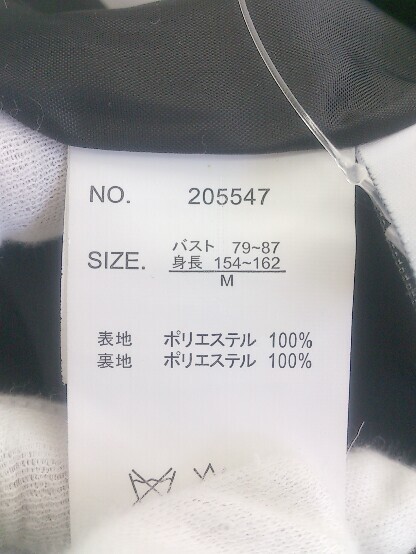 NO. 205547
バスト 79~87
SIZE. 身長 154~162
M
表地 ポリエステル 100%
裏地 ポリエステル 100%